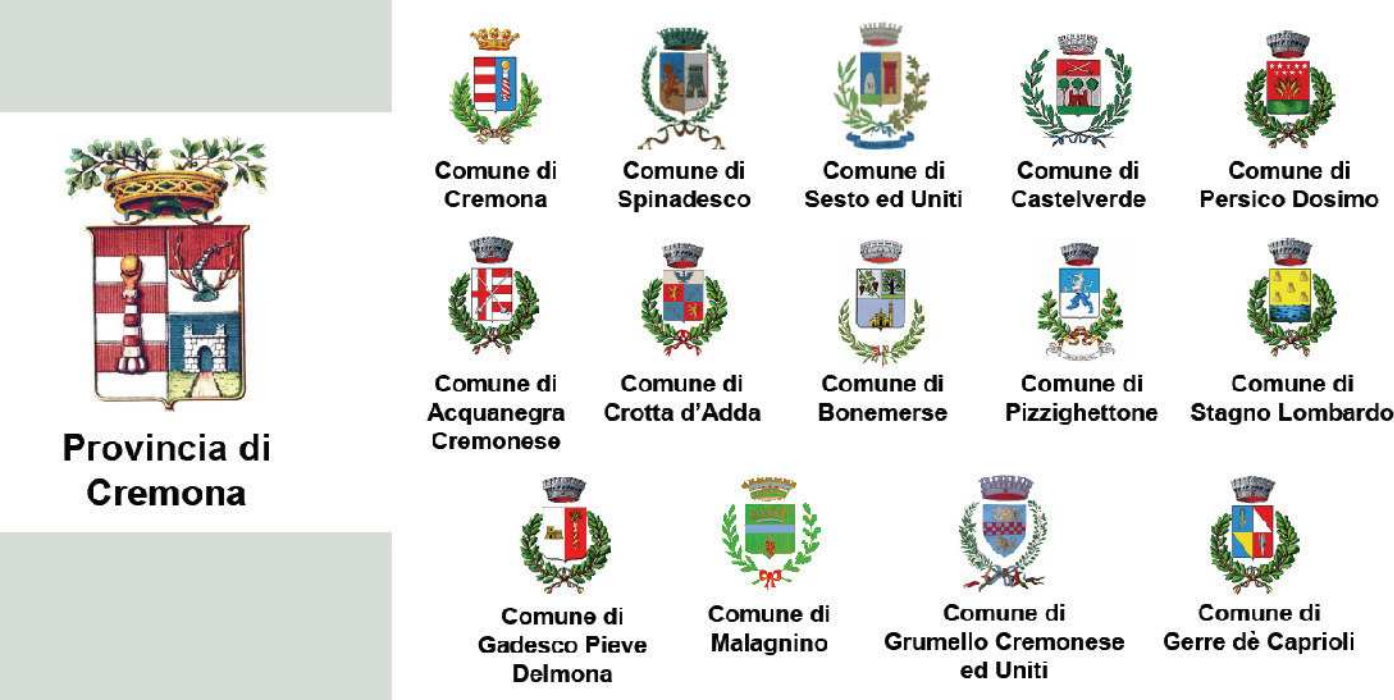 Provincia di
Cremona
Comune di
Cremona
Comune di
Spinadesco
Comune di
Sesto ed Uniti
Comune di
Castelverde
Comune di
Persico Dosimo
Comune di
Acquanegra
Cremonese
Comune di
Crotta d'Adda
Comune di
Bonemerse
Comune di
Pizzighettone
Comune di
Stagno Lombardo
Comune di
Gadesco Pieve
Delmona
Comune di
Malagnino
Comune di
Grumello Cremonese
ed Uniti
Comune di
Gerre dè Caprioli